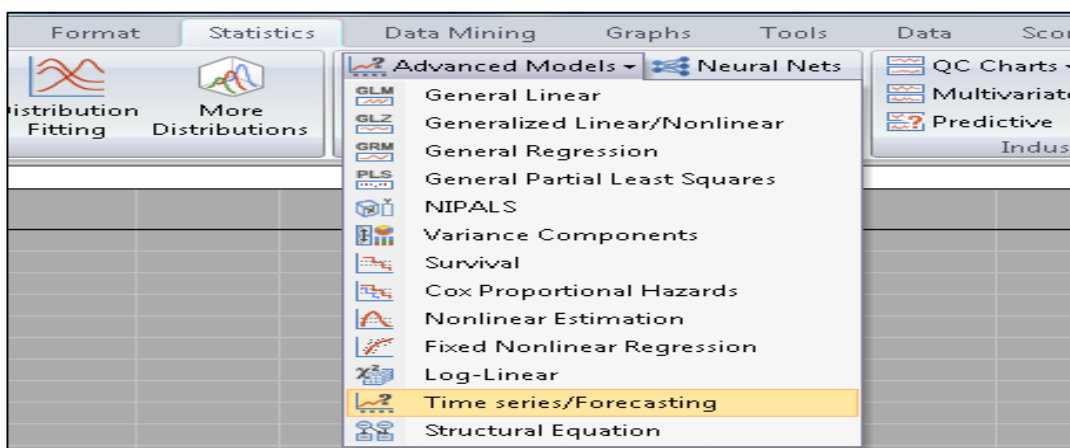 Format Statistics Data Mining Graphs Tools Data
Advanced Models Neural Nets
Distribution Fitting
More Distributions
GLM General Linear
GLZ Generalized Linear/Nonlinear
GRM General Regression
PLS General Partial Least Squares
NIPALS
Variance Components
Survival
Cox Proportional Hazards
Nonlinear Estimation
Fixed Nonlinear Regression
χ² Log-Linear
Time series/Forecasting
Structural Equation
QC Charts
Multivariat
Predictive
Indus